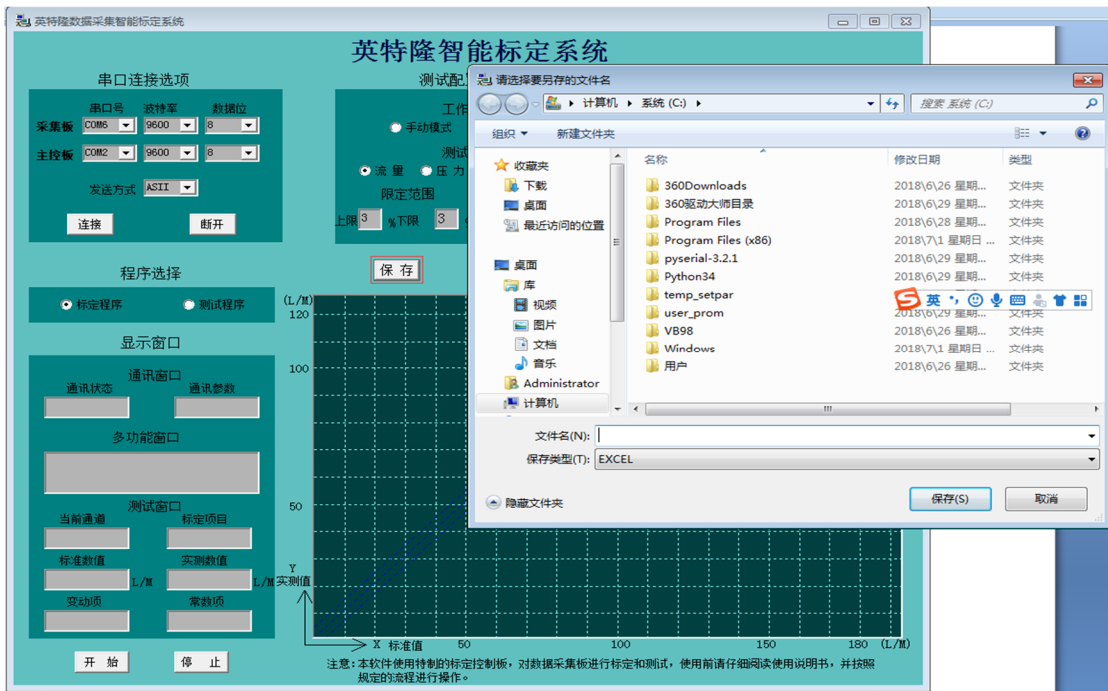 英特隆数据采集智能标定系统
英特隆智能标定系统
串口连接选项
串口号 波特率 数据位
采集板 COM6 9600 8
主控板 COM2 9600 8
发送方式 ASII
连接 断开
程序选择
标定程序 测试程序
显示窗口
通讯窗口
通讯状态 通讯参数
多功能窗口
测试窗口
当前通道 标定项目
标准数值 实测数值
L/M L/M
变动项 常数项
开 始 停 止
测试配
工作
手动模式
测试
流 量 压 力
限定范围
上限 3 %下限 3
保 存
(L/M)
120
100
50
Y
实测值
X 标准值 50 100 150 180 (L/M)
注意:本软件使用特制的标定控制板,对数据采集板进行标定和测试,使用前请仔细阅读使用说明书,并按照
规定的流程进行操作。
请选择要另存的文件名
计算机 系统 (C:)
搜索 系统 (C:)
组织 新建文件夹
收藏夹
下载
桌面
最近访问的位置
桌面
库
视频
图片
文档
音乐
Administrator
计算机
名称 修改日期 类型
360Downloads 2018\6\26 星期... 文件夹
360驱动大师目录 2018\6\29 星期... 文件夹
Program Files 2018\6\28 星期... 文件夹
Program Files (x86) 2018\7\1 星期日 ... 文件夹
pyserial-3.2.1 2018\6\29 星期... 文件夹
Python34 2018\6\29 星期... 文件夹
temp_setpar
S 英
user_prom 2018\6\29 星期... 文件夹
VB98 2018\6\26 星期... 文件夹
Windows 2018\7\1 星期日 ... 文件夹
用户 2018\6\26 星期... 文件夹
文件名(N):
保存类型(T): EXCEL
隐藏文件夹
保存(S) 取消